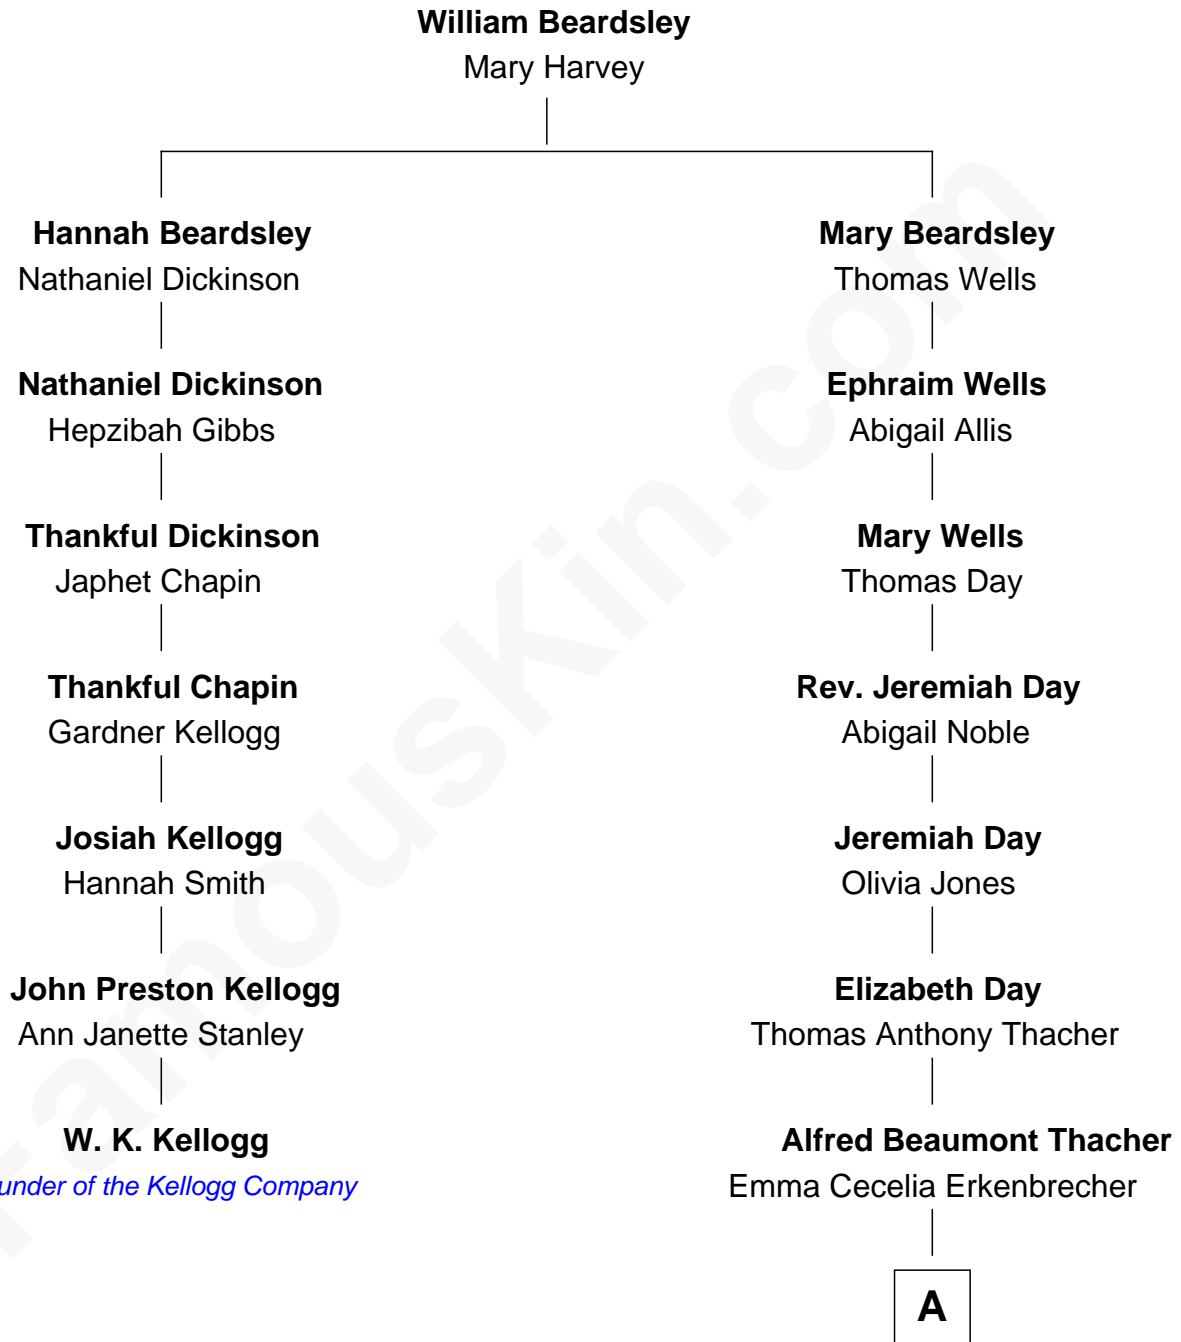 William Beardsley
Mary Harvey
Hannah Beardsley
Nathaniel Dickinson
Mary Beardsley
Thomas Wells
Nathaniel Dickinson
Hepzibah Gibbs
Ephraim Wells
Abigail Allis
Thankful Dickinson
Japhet Chapin
Mary Wells
Thomas Day
Thankful Chapin
Gardner Kellogg
Rev. Jeremiah Day
Abigail Noble
Josiah Kellogg
Hannah Smith
Jeremiah Day
Olivia Jones
John Preston Kellogg
Ann Janette Stanley
Elizabeth Day
Thomas Anthony Thacher
W. K. Kellogg
under of the Kellogg Company
Alfred Beaumont Thacher
Emma Cecelia Erkenbrecher
A
FamousKin.com